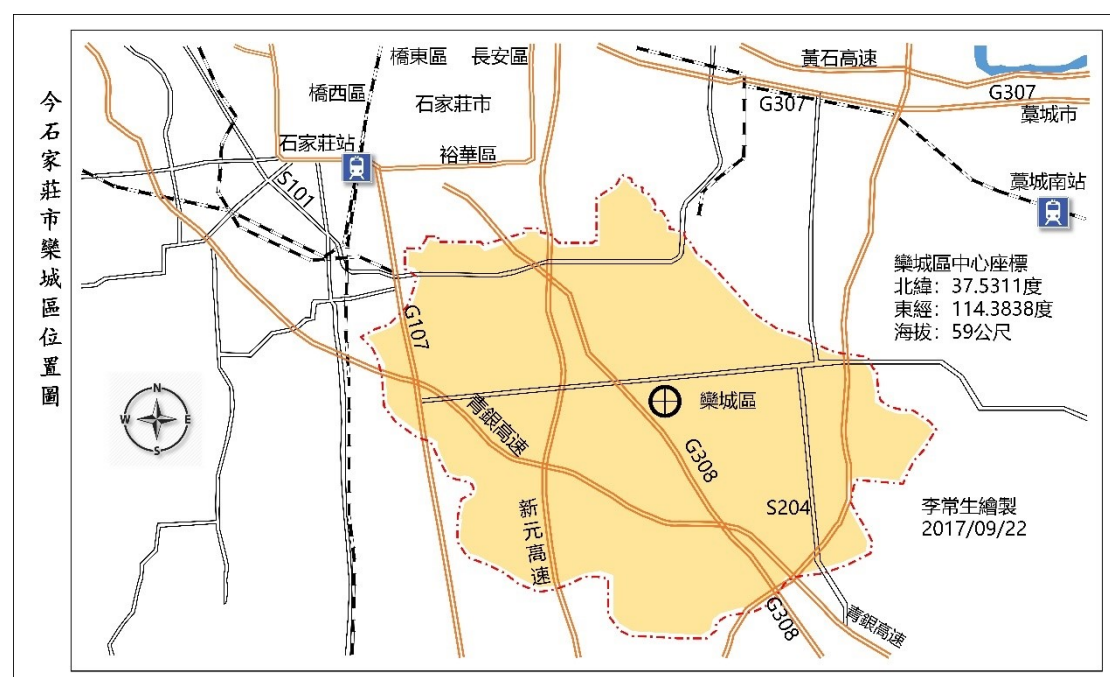 今石家莊市欒城區位置圖
橋東區
長安區
黃石高速
橋西區
石家莊市
G307
G307
藁城市
石家莊站
裕華區
S101
藁城南站
欒城區中心座標
北緯：37.5311度
東經：114.3838度
海拔：59公尺
G107
N
W
E
S
青銀高速
欒城區
G308
新元高速
S204
李常生繪製
2017/09/22
G308
青銀高速